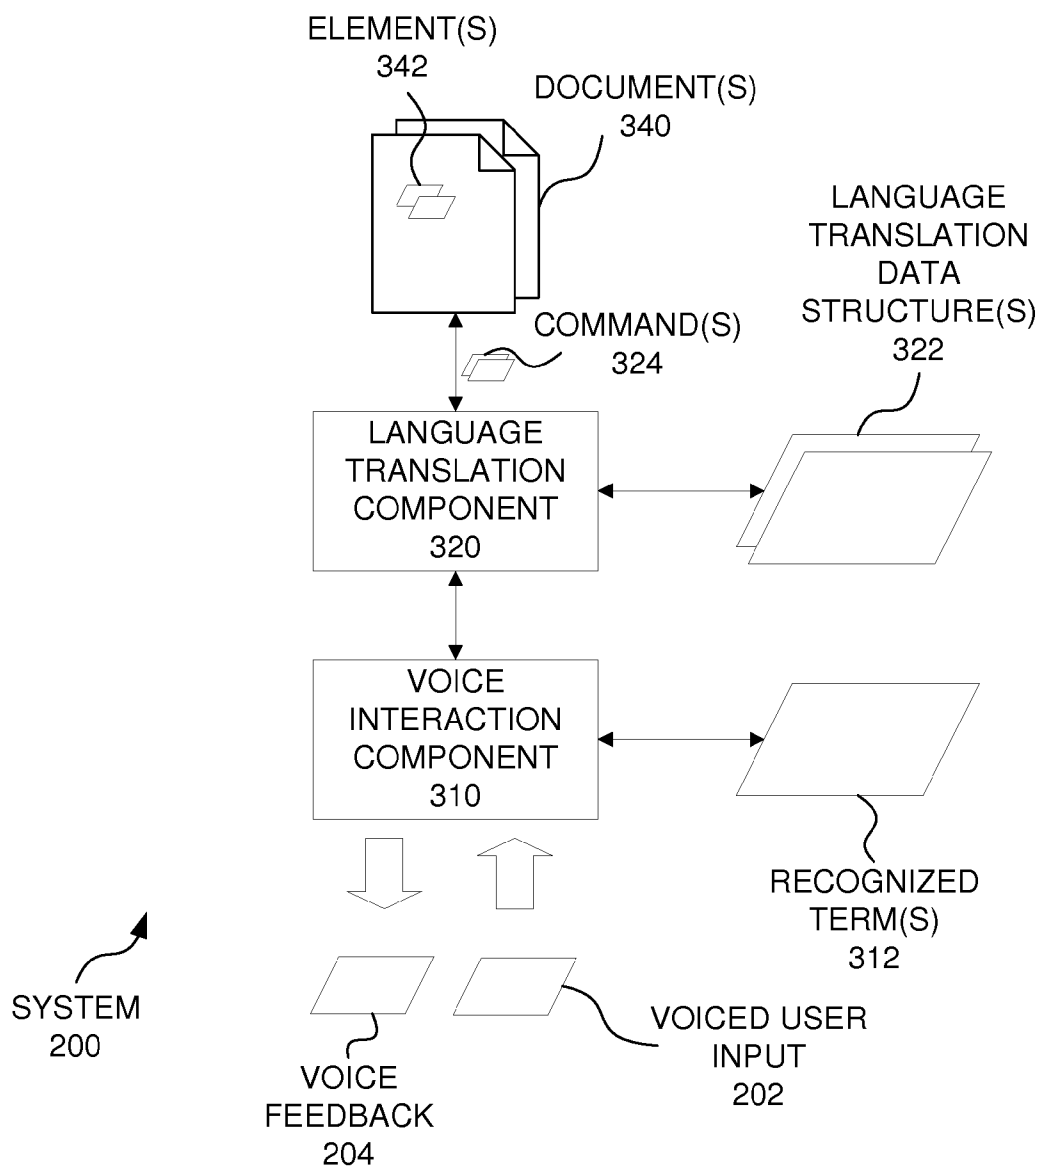 ELEMENT(S)
342
DOCUMENT(S)
340
LANGUAGE
TRANSLATION
DATA
STRUCTURE(S)
322
COMMAND(S)
324
LANGUAGE
TRANSLATION
COMPONENT
320
VOICE
INTERACTION
COMPONENT
310
RECOGNIZED
TERM(S)
312
SYSTEM
200
VOICED USER
INPUT
202
VOICE
FEEDBACK
204